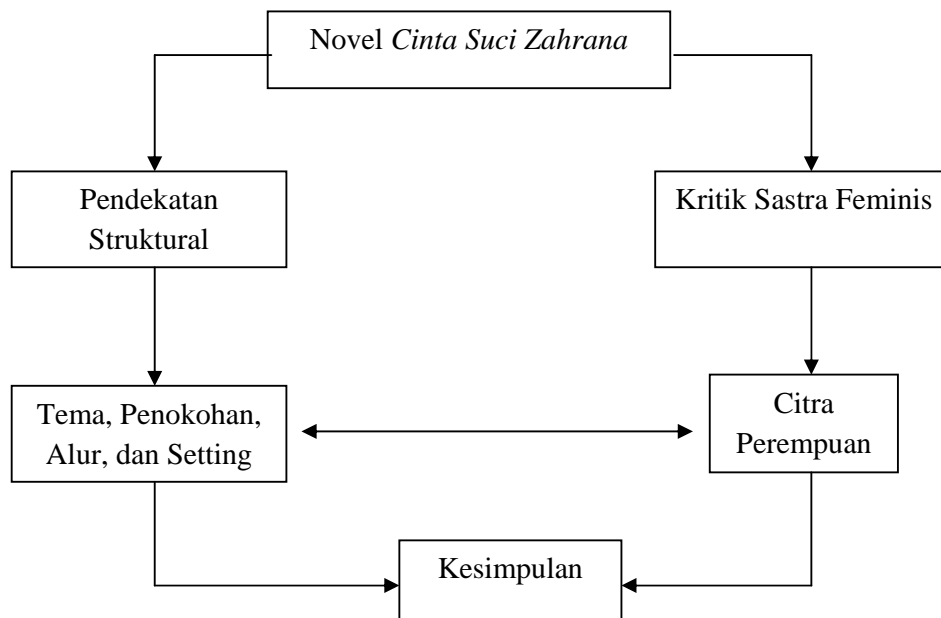 Novel Cinta Suci Zahrana
Pendekatan
Struktural
Kritik Sastra Feminis
Tema, Penokohan,
Alur, dan Setting
Citra
Perempuan
Kesimpulan